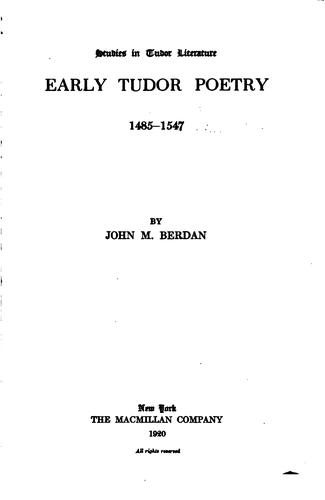 Studies in Tudor Literature
EARLY TUDOR POETRY
1485–1547
BY
JOHN M. BERDAN
New York
THE MACMILLAN COMPANY
1920
All rights reserved